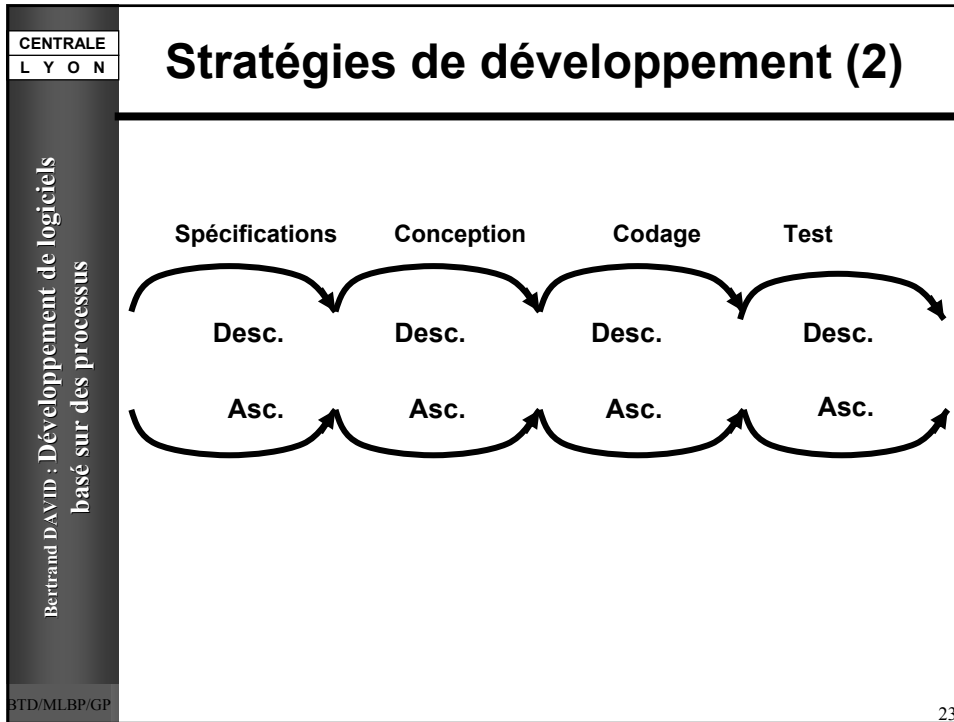 CENTRALE
L Y O N
Stratégies de développement (2)
Bertrand DAVID : Développement de logiciels
basé sur des processus
Spécifications Conception Codage Test
Desc. Desc. Desc. Desc.
Asc. Asc. Asc. Asc.
BTD/MLBP/GP
23